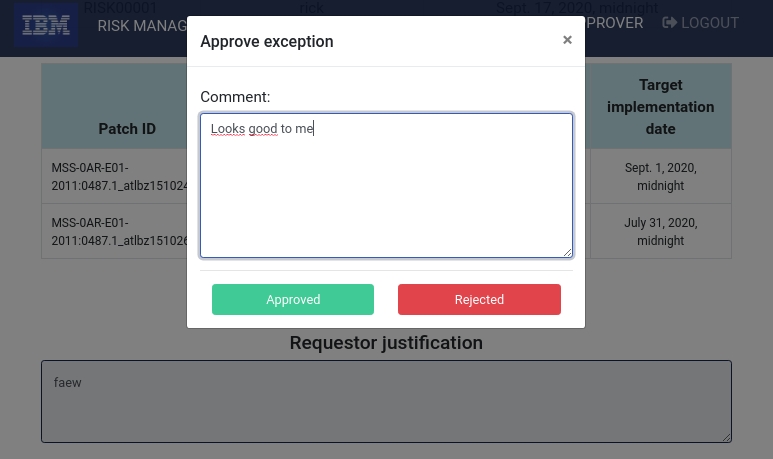 RISK00001 rick Sept. 17, 2020, midnight
IBM
RISK MANAG
PROVER
LOGOUT
Approve exception
×
Comment:
Looks good to me
Approved
Rejected
Patch ID
Target
implementation
date
MSS-0AR-E01-
2011:0487.1_atlbz151024
Sept. 1, 2020,
midnight
MSS-0AR-E01-
2011:0487.1_atlbz151026
July 31, 2020,
midnight
Requestor justification
faew